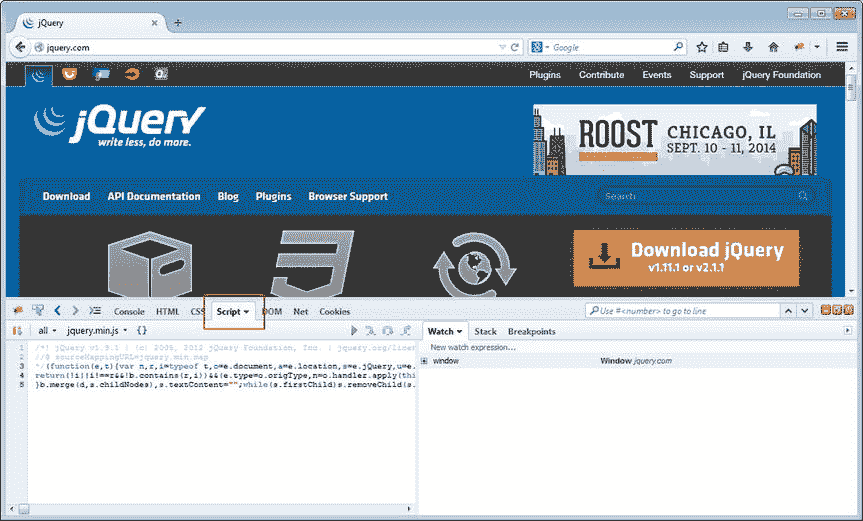 jQuery
jquery.com
Google
Plugins Contribute Events Support jQuery Foundation
jQuery
write less, do more.
ROOST CHICAGO, IL
SEPT. 10 - 11, 2014
Download API Documentation Blog Plugins Browser Support
Search
Download jQuery
v1.11.1 or v2.1.1
Console HTML CSS Script DOM Net Cookies
Use #<number> to go to line
all jquery.min.js {}
Watch Stack Breakpoints
New watch expression...
window Window jquery.com
1 /*! jQuery v1.9.1 | (c) 2005, 2012 jQuery Foundation, Inc. | jquery.org/licen
2 //@ sourceMappingURL=jquery.min.map
3 */(function(e,t){var n,r,i=typeof t,o=e.document,a=e.location,s=e.jQuery,u=e.
4 return(!i||i!==r&&!b.contains(r,i))&&(e.type=o.origType,n=o.handler.apply(thi
5 }b.merge(d,s.childNodes),s.textContent="";while(s.firstChild)s.removeChild(s.